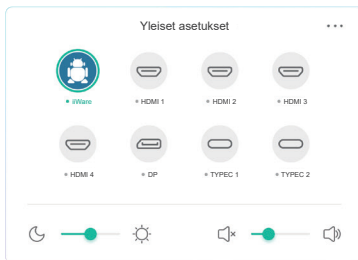 Yleiset asetukset
iiWare
HDMI 1
HDMI 2
HDMI 3
HDMI 4
DP
TYPEC 1
TYPEC 2